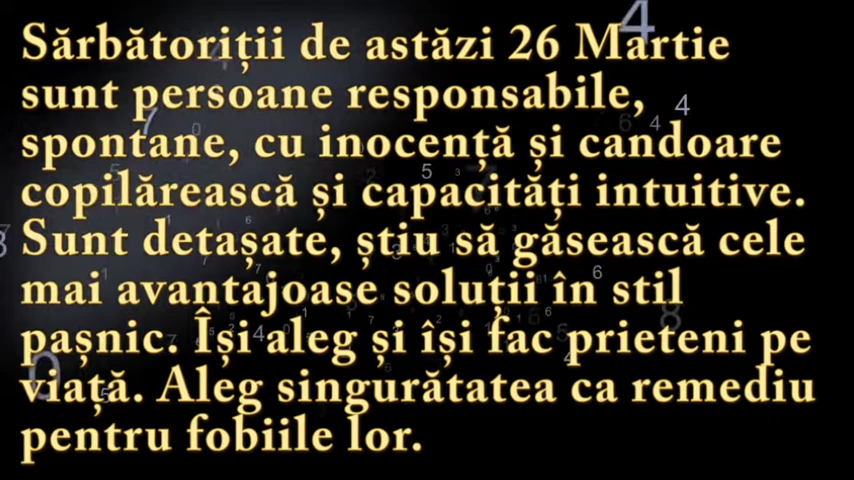 Sărbătoriții de astăzi 26 Martie
sunt persoane responsabile,
spontane, cu inocență și candoare
copilărească și capacități intuitive.
Sunt detașate, știu să găsească cele
mai avantajoase soluții în stil
pașnic. Își aleg și își fac prieteni pe
viață. Aleg singurătatea ca remediu
pentru fobiile lor.